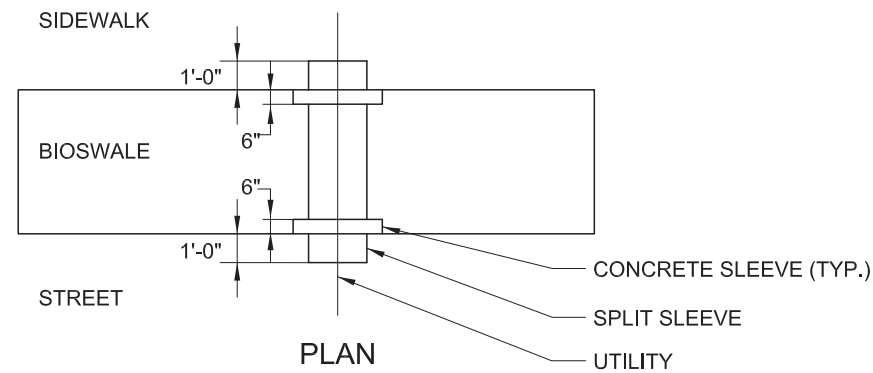 SIDEWALK
1'-0"
6"
BIOSWALE
6"
1'-0"
CONCRETE SLEEVE (TYP.)
STREET
SPLIT SLEEVE
PLAN
UTILITY